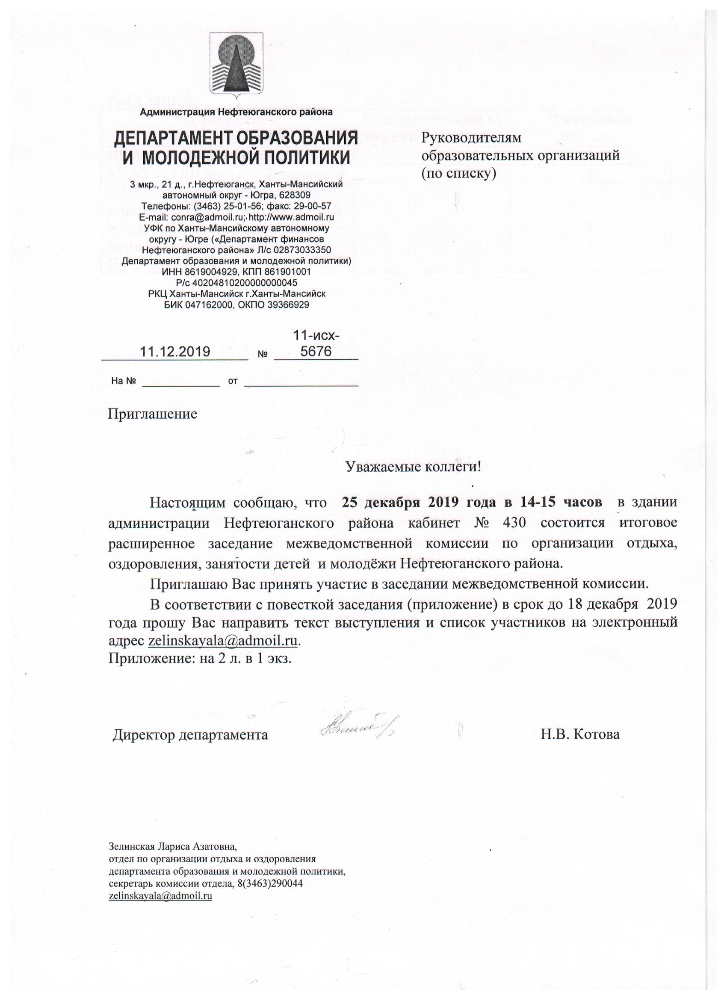 Администрация Нефтеюганского района
ДЕПАРТАМЕНТ ОБРАЗОВАНИЯ
И МОЛОДЕЖНОЙ ПОЛИТИКИ
3 мкр., 21 д., г.Нефтеюганск, Ханты-Мансийский
автономный округ - Югра, 628309
Телефоны: (3463) 25-01-56; факс: 29-00-57
E-mail: conra@admoil.ru; http://www.admoil.ru
УФК по Ханты-Мансийскому автономному
округу - Югре («Департамент финансов
Нефтеюганского района» Л/с 02873033350
Департамент образования и молодежной политики)
ИНН 8619004929, КПП 861901001
Р/с 40204810200000000045
РКЦ Ханты-Мансийск г.Ханты-Мансийск
БИК 047162000, ОКПО 39366929
Руководителям
образовательных организаций
(по списку)
11-исх-
11.12.2019 № 5676
На № от
Приглашение
Уважаемые коллеги!
Настоящим сообщаю, что 25 декабря 2019 года в 14-15 часов в здании
администрации Нефтеюганского района кабинет № 430 состоится итоговое
расширенное заседание межведомственной комиссии по организации отдыха,
оздоровления, занятости детей и молодёжи Нефтеюганского района.
Приглашаю Вас принять участие в заседании межведомственной комиссии.
В соответствии с повесткой заседания (приложение) в срок до 18 декабря 2019
года прошу Вас направить текст выступления и список участников на электронный
адрес zelinskayala@admoil.ru.
Приложение: на 2 л. в 1 экз.
Директор департамента Н.В. Котова
Зелинская Лариса Азатовна,
отдел по организации отдыха и оздоровления
департамента образования и молодежной политики,
секретарь комиссии отдела, 8(3463)290044
zelinskayala@admoil.ru